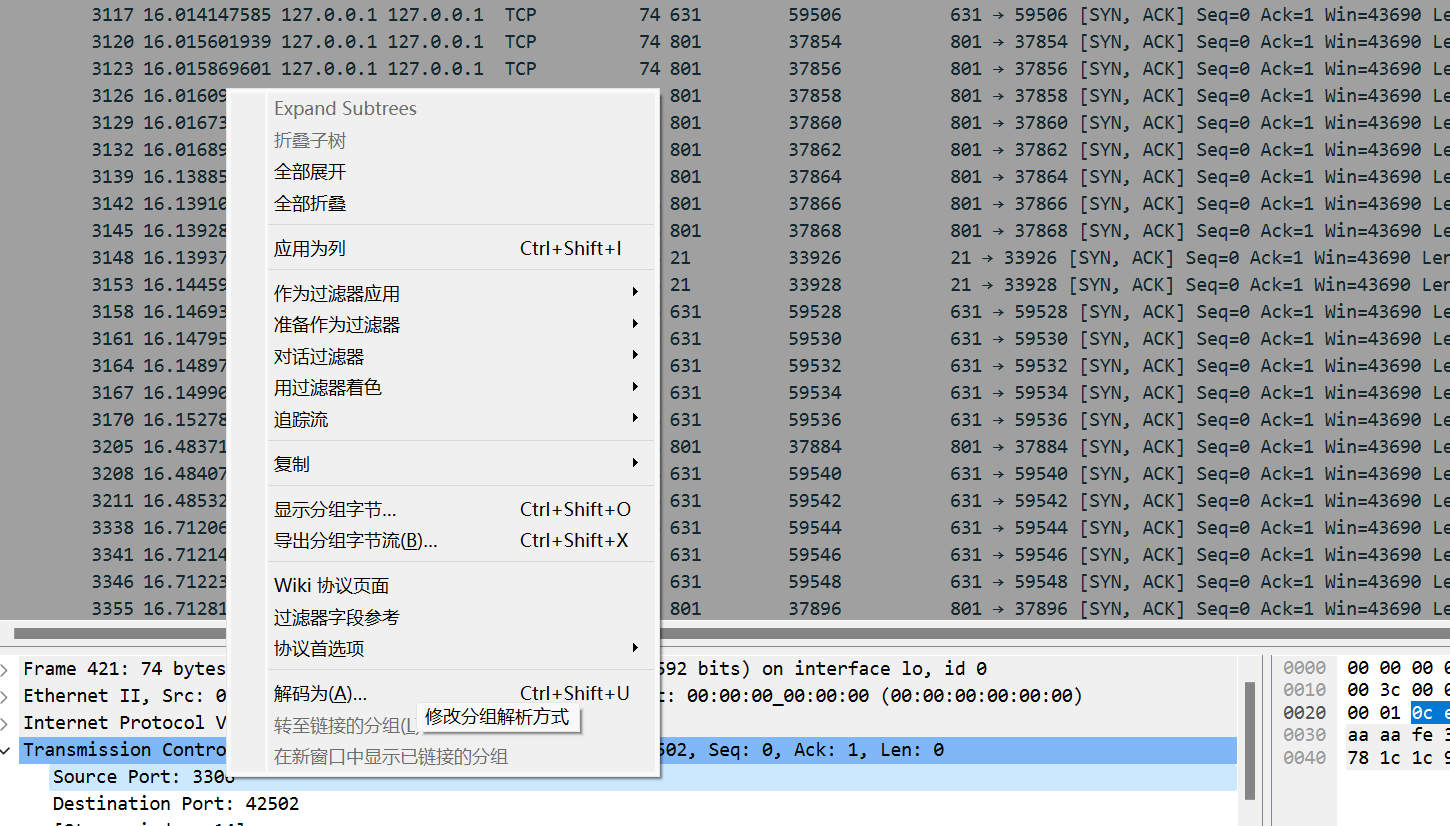 3117 16.014147585 127.0.0.1 127.0.0.1 TCP 74 631 59506 631 → 59506 [SYN, ACK] Seq=0 Ack=1 Win=43690 Le
3120 16.015601939 127.0.0.1 127.0.0.1 TCP 74 801 37854 801 → 37854 [SYN, ACK] Seq=0 Ack=1 Win=43690 Le
3123 16.015869601 127.0.0.1 127.0.0.1 TCP 74 801 37856 801 → 37856 [SYN, ACK] Seq=0 Ack=1 Win=43690 Le
3126 16.01609 801 37858 801 → 37858 [SYN, ACK] Seq=0 Ack=1 Win=43690 Le
3129 16.01673 801 37860 801 → 37860 [SYN, ACK] Seq=0 Ack=1 Win=43690 Le
3132 16.01689 801 37862 801 → 37862 [SYN, ACK] Seq=0 Ack=1 Win=43690 Le
3139 16.13885 801 37864 801 → 37864 [SYN, ACK] Seq=0 Ack=1 Win=43690 Le
3142 16.13910 801 37866 801 → 37866 [SYN, ACK] Seq=0 Ack=1 Win=43690 Le
3145 16.13928 801 37868 801 → 37868 [SYN, ACK] Seq=0 Ack=1 Win=43690 Le
3148 16.13937 21 33926 21 → 33926 [SYN, ACK] Seq=0 Ack=1 Win=43690 Len
3153 16.14459 21 33928 21 → 33928 [SYN, ACK] Seq=0 Ack=1 Win=43690 Len
3158 16.14693 631 59528 631 → 59528 [SYN, ACK] Seq=0 Ack=1 Win=43690 Le
3161 16.14795 631 59530 631 → 59530 [SYN, ACK] Seq=0 Ack=1 Win=43690 Le
3164 16.14897 631 59532 631 → 59532 [SYN, ACK] Seq=0 Ack=1 Win=43690 Le
3167 16.14990 631 59534 631 → 59534 [SYN, ACK] Seq=0 Ack=1 Win=43690 Le
3170 16.15278 631 59536 631 → 59536 [SYN, ACK] Seq=0 Ack=1 Win=43690 Le
3205 16.48371 801 37884 801 → 37884 [SYN, ACK] Seq=0 Ack=1 Win=43690 Le
3208 16.48407 631 59540 631 → 59540 [SYN, ACK] Seq=0 Ack=1 Win=43690 Le
3211 16.48532 631 59542 631 → 59542 [SYN, ACK] Seq=0 Ack=1 Win=43690 Le
3338 16.71206 631 59544 631 → 59544 [SYN, ACK] Seq=0 Ack=1 Win=43690 Le
3341 16.71214 631 59546 631 → 59546 [SYN, ACK] Seq=0 Ack=1 Win=43690 Le
3346 16.71223 631 59548 631 → 59548 [SYN, ACK] Seq=0 Ack=1 Win=43690 Le
3355 16.71281 801 37896 801 → 37896 [SYN, ACK] Seq=0 Ack=1 Win=43690 Le
Expand Subtrees
折叠子树
全部展开
全部折叠
应用为列 Ctrl+Shift+I
作为过滤器应用
准备作为过滤器
对话过滤器
用过滤器着色
追踪流
复制
显示分组字节... Ctrl+Shift+O
导出分组字节流(B)... Ctrl+Shift+X
Wiki 协议页面
过滤器字段参考
协议首选项
解码为(A)... Ctrl+Shift+U
转至链接的分组(L)
修改分组解析方式
在新窗口中显示已链接的分组
Frame 421: 74 bytes 592 bits) on interface lo, id 0
Ethernet II, Src: 0 t: 00:00:00_00:00:00 (00:00:00:00:00:00)
Internet Protocol V
Transmission Contro 502, Seq: 0, Ack: 1, Len: 0
Source Port: 3306
Destination Port: 42502
0000 00 00 00 0
0010 00 3c 00 0
0020 00 01 0c e
0030 aa aa fe 3
0040 78 1c 1c 9